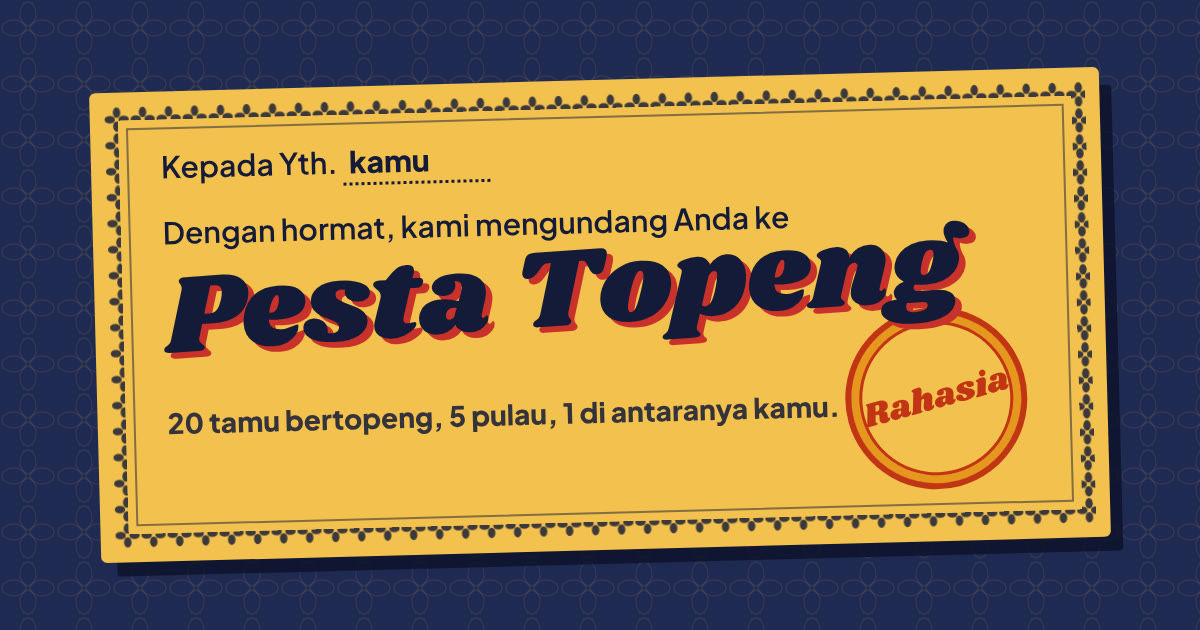 Kepada Yth. kamu
Dengan hormat, kami mengundang Anda ke
Pesta Topeng
Rahasia
20 tamu bertopeng, 5 pulau, 1 di antaranya kamu.